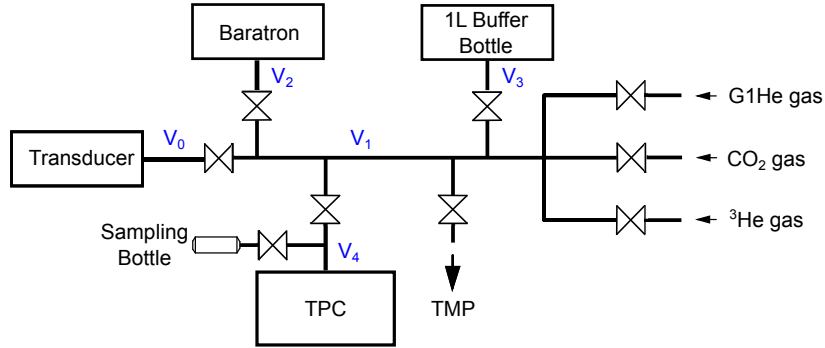 Baratron
1L Buffer
Bottle
V2
V3
G1He gas
V0
V1
Transducer
CO2 gas
3He gas
Sampling
Bottle
V4
TPC
TMP